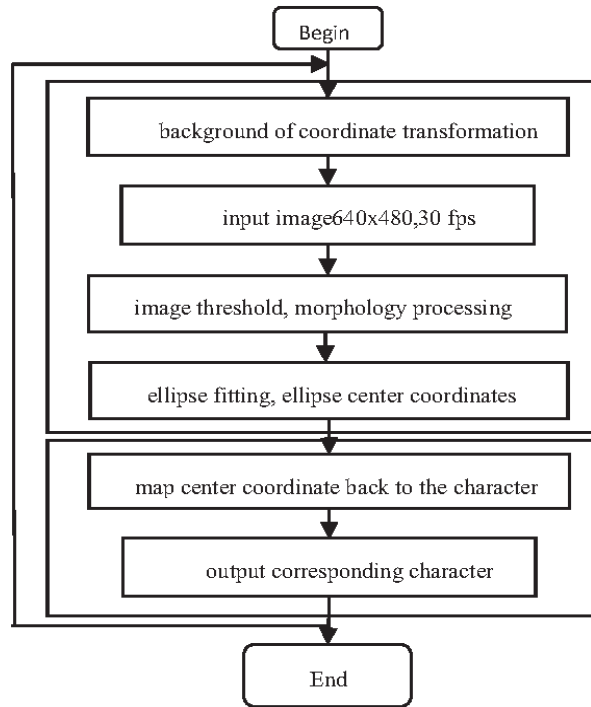 Begin
background of coordinate transformation
input image640x480,30 fps
image threshold, morphology processing
ellipse fitting, ellipse center coordinates
map center coordinate back to the character
output corresponding character
End